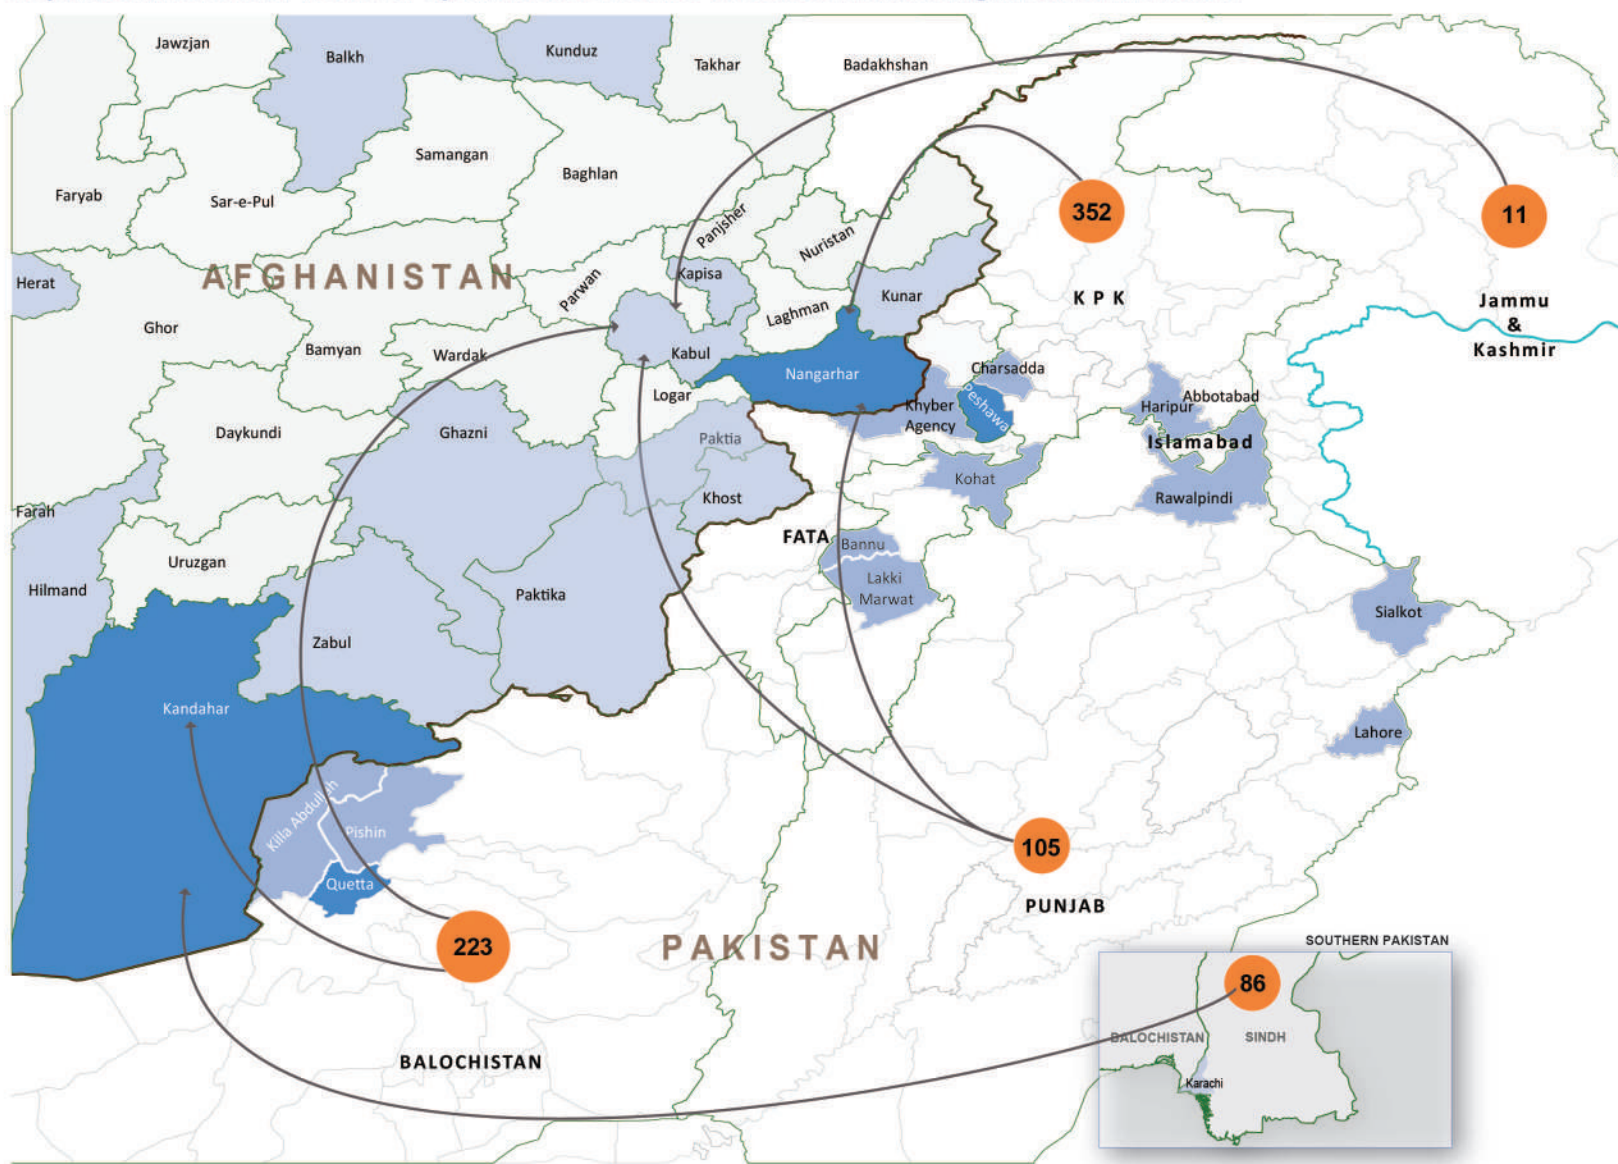 Jawzjan
Balkh
Kunduz
Takhar
Badakhshan
Samangan
Baghlan
Faryab
Sar-e-Pul
352
11
Panjsher
Nuristan
AFGHANISTAN
Herat
Parwan
Kapisa
Kunar
K P K
Jammu
&
Kashmir
Laghman
Ghor
Bamyan
Wardak
Kabul
Nangarhar
Charsadda
Logar
Khyber
Agency
Peshawa
Haripur
Abbotabad
Daykundi
Ghazni
Paktia
Islamabad
Kohat
Rawalpindi
Khost
Farah
FATA
Bannu
Uruzgan
Hilmand
Paktika
Lakki
Marwat
Sialkot
Zabul
Kandahar
Lahore
Killa Abdullah
Pishin
105
Quetta
PUNJAB
223
PAKISTAN
SOUTHERN PAKISTAN
86
BALOCHISTAN
SINDH
BALOCHISTAN
Karachi